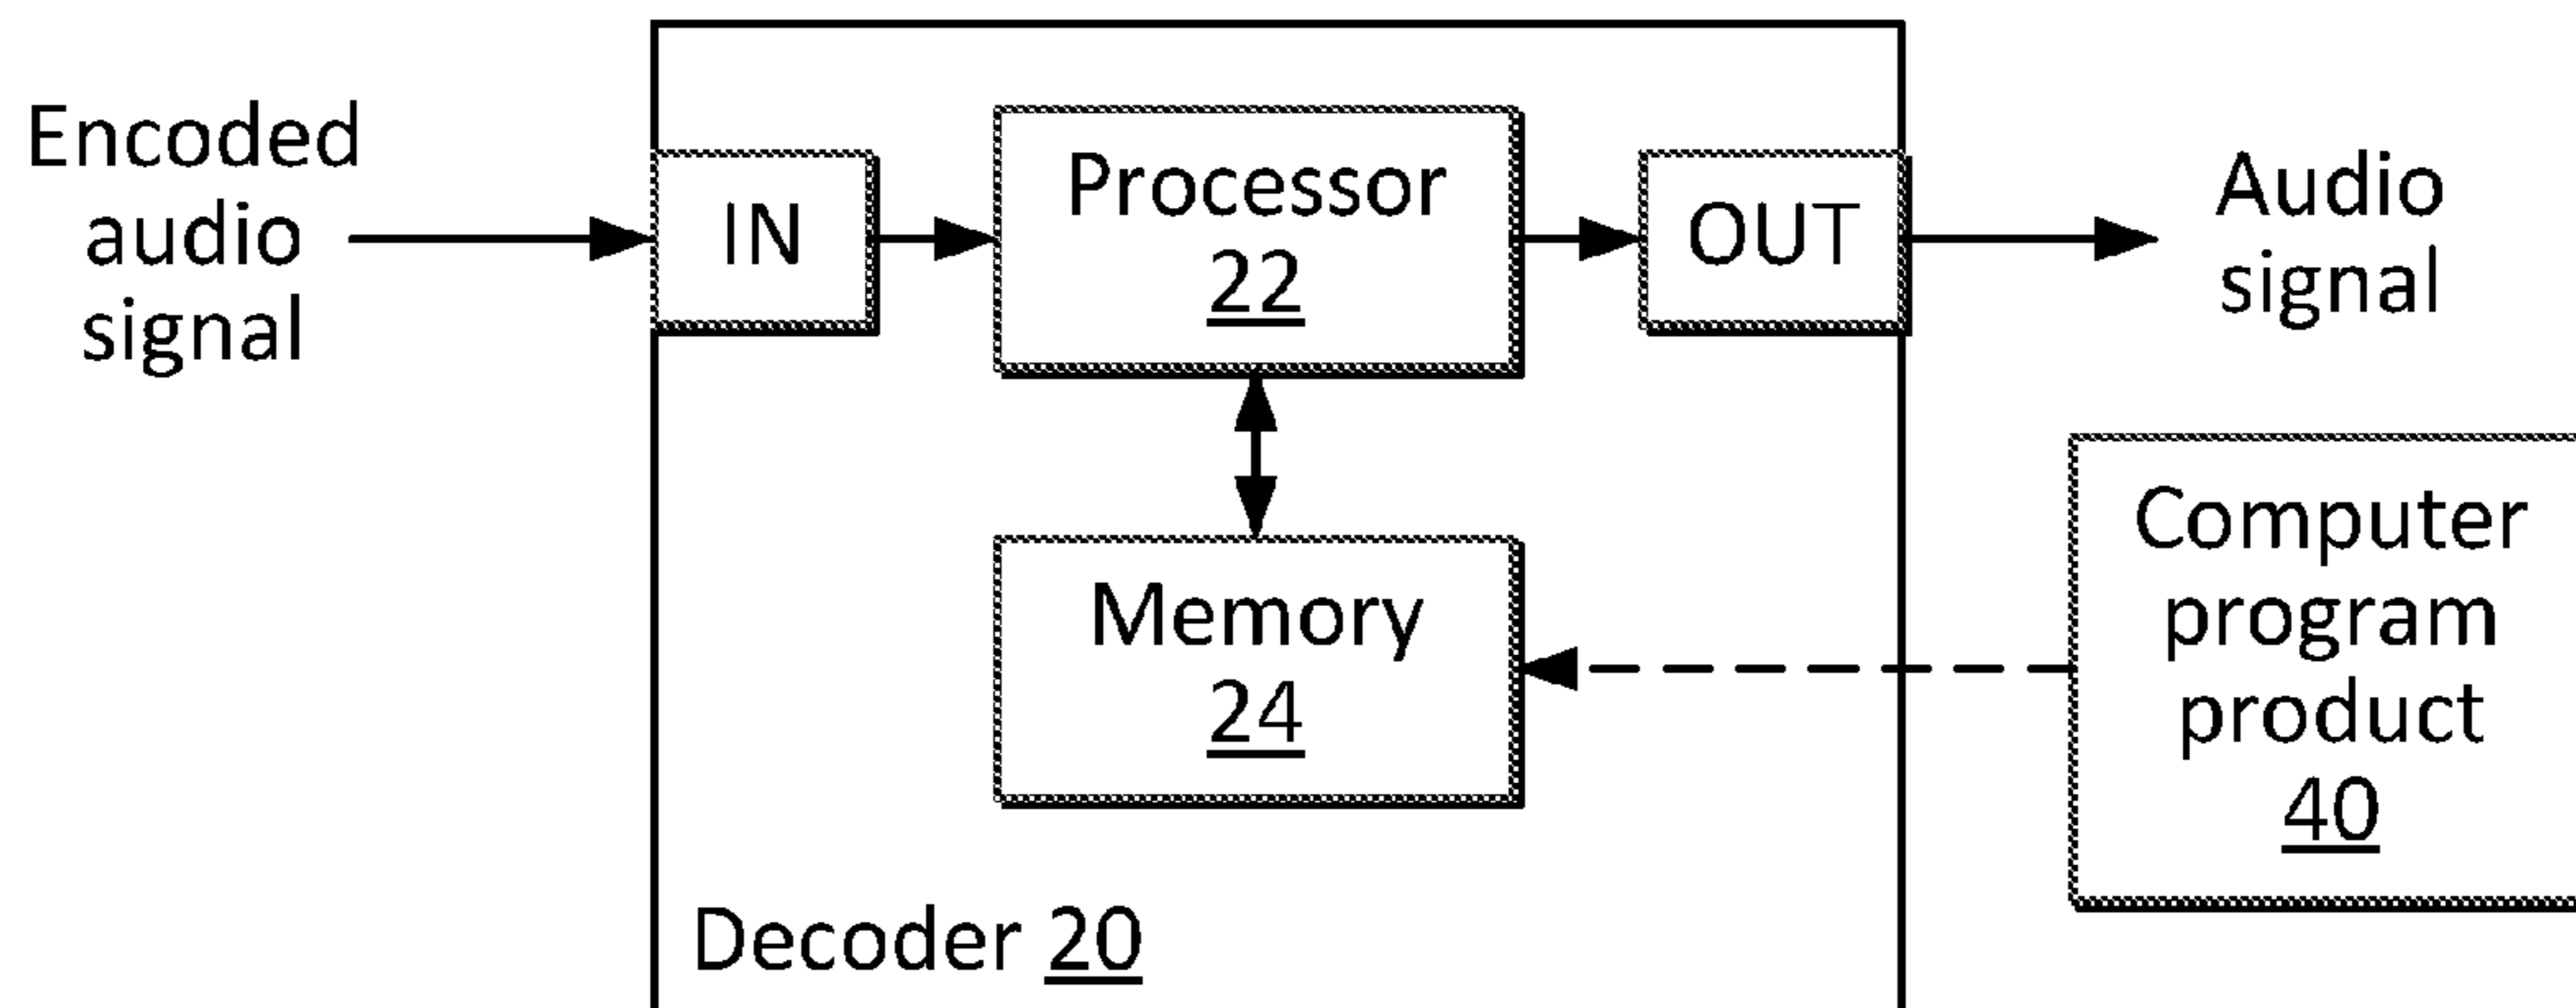 Encoded
audio
signal
IN
Processor
22
OUT
Audio
signal
Memory
24
Computer
program
product
40
Decoder 20